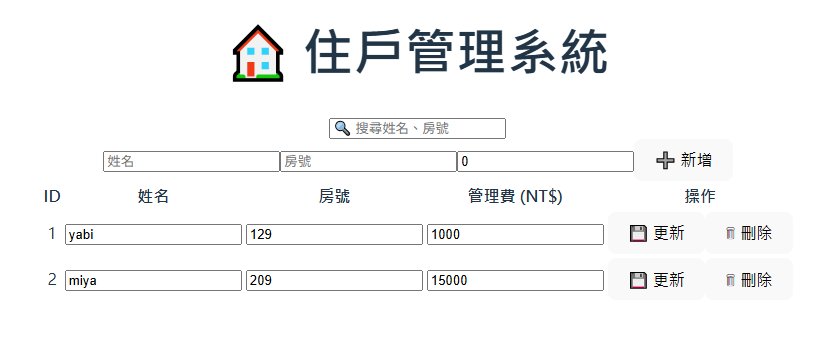 🏠 住戶管理系統
🔍 搜尋姓名、房號
姓名 房號 0 ➕ 新增
ID 姓名 房號 管理費 (NT$) 操作
1 yabi 129 1000 💾 更新 🗑 刪除
2 miya 209 15000 💾 更新 🗑 刪除